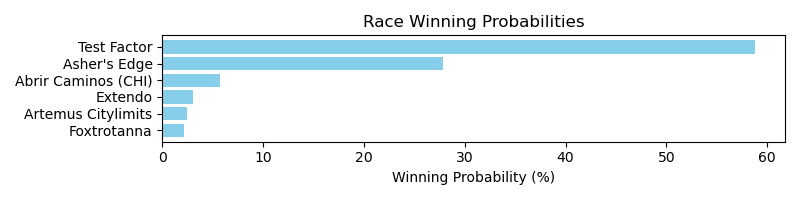 Race Winning Probabilities
Test Factor
Asher's Edge
Abrir Caminos (CHI)
Extendo
Artemus Citylimits
Foxtrotanna
0 10 20 30 40 50 60
Winning Probability (%)